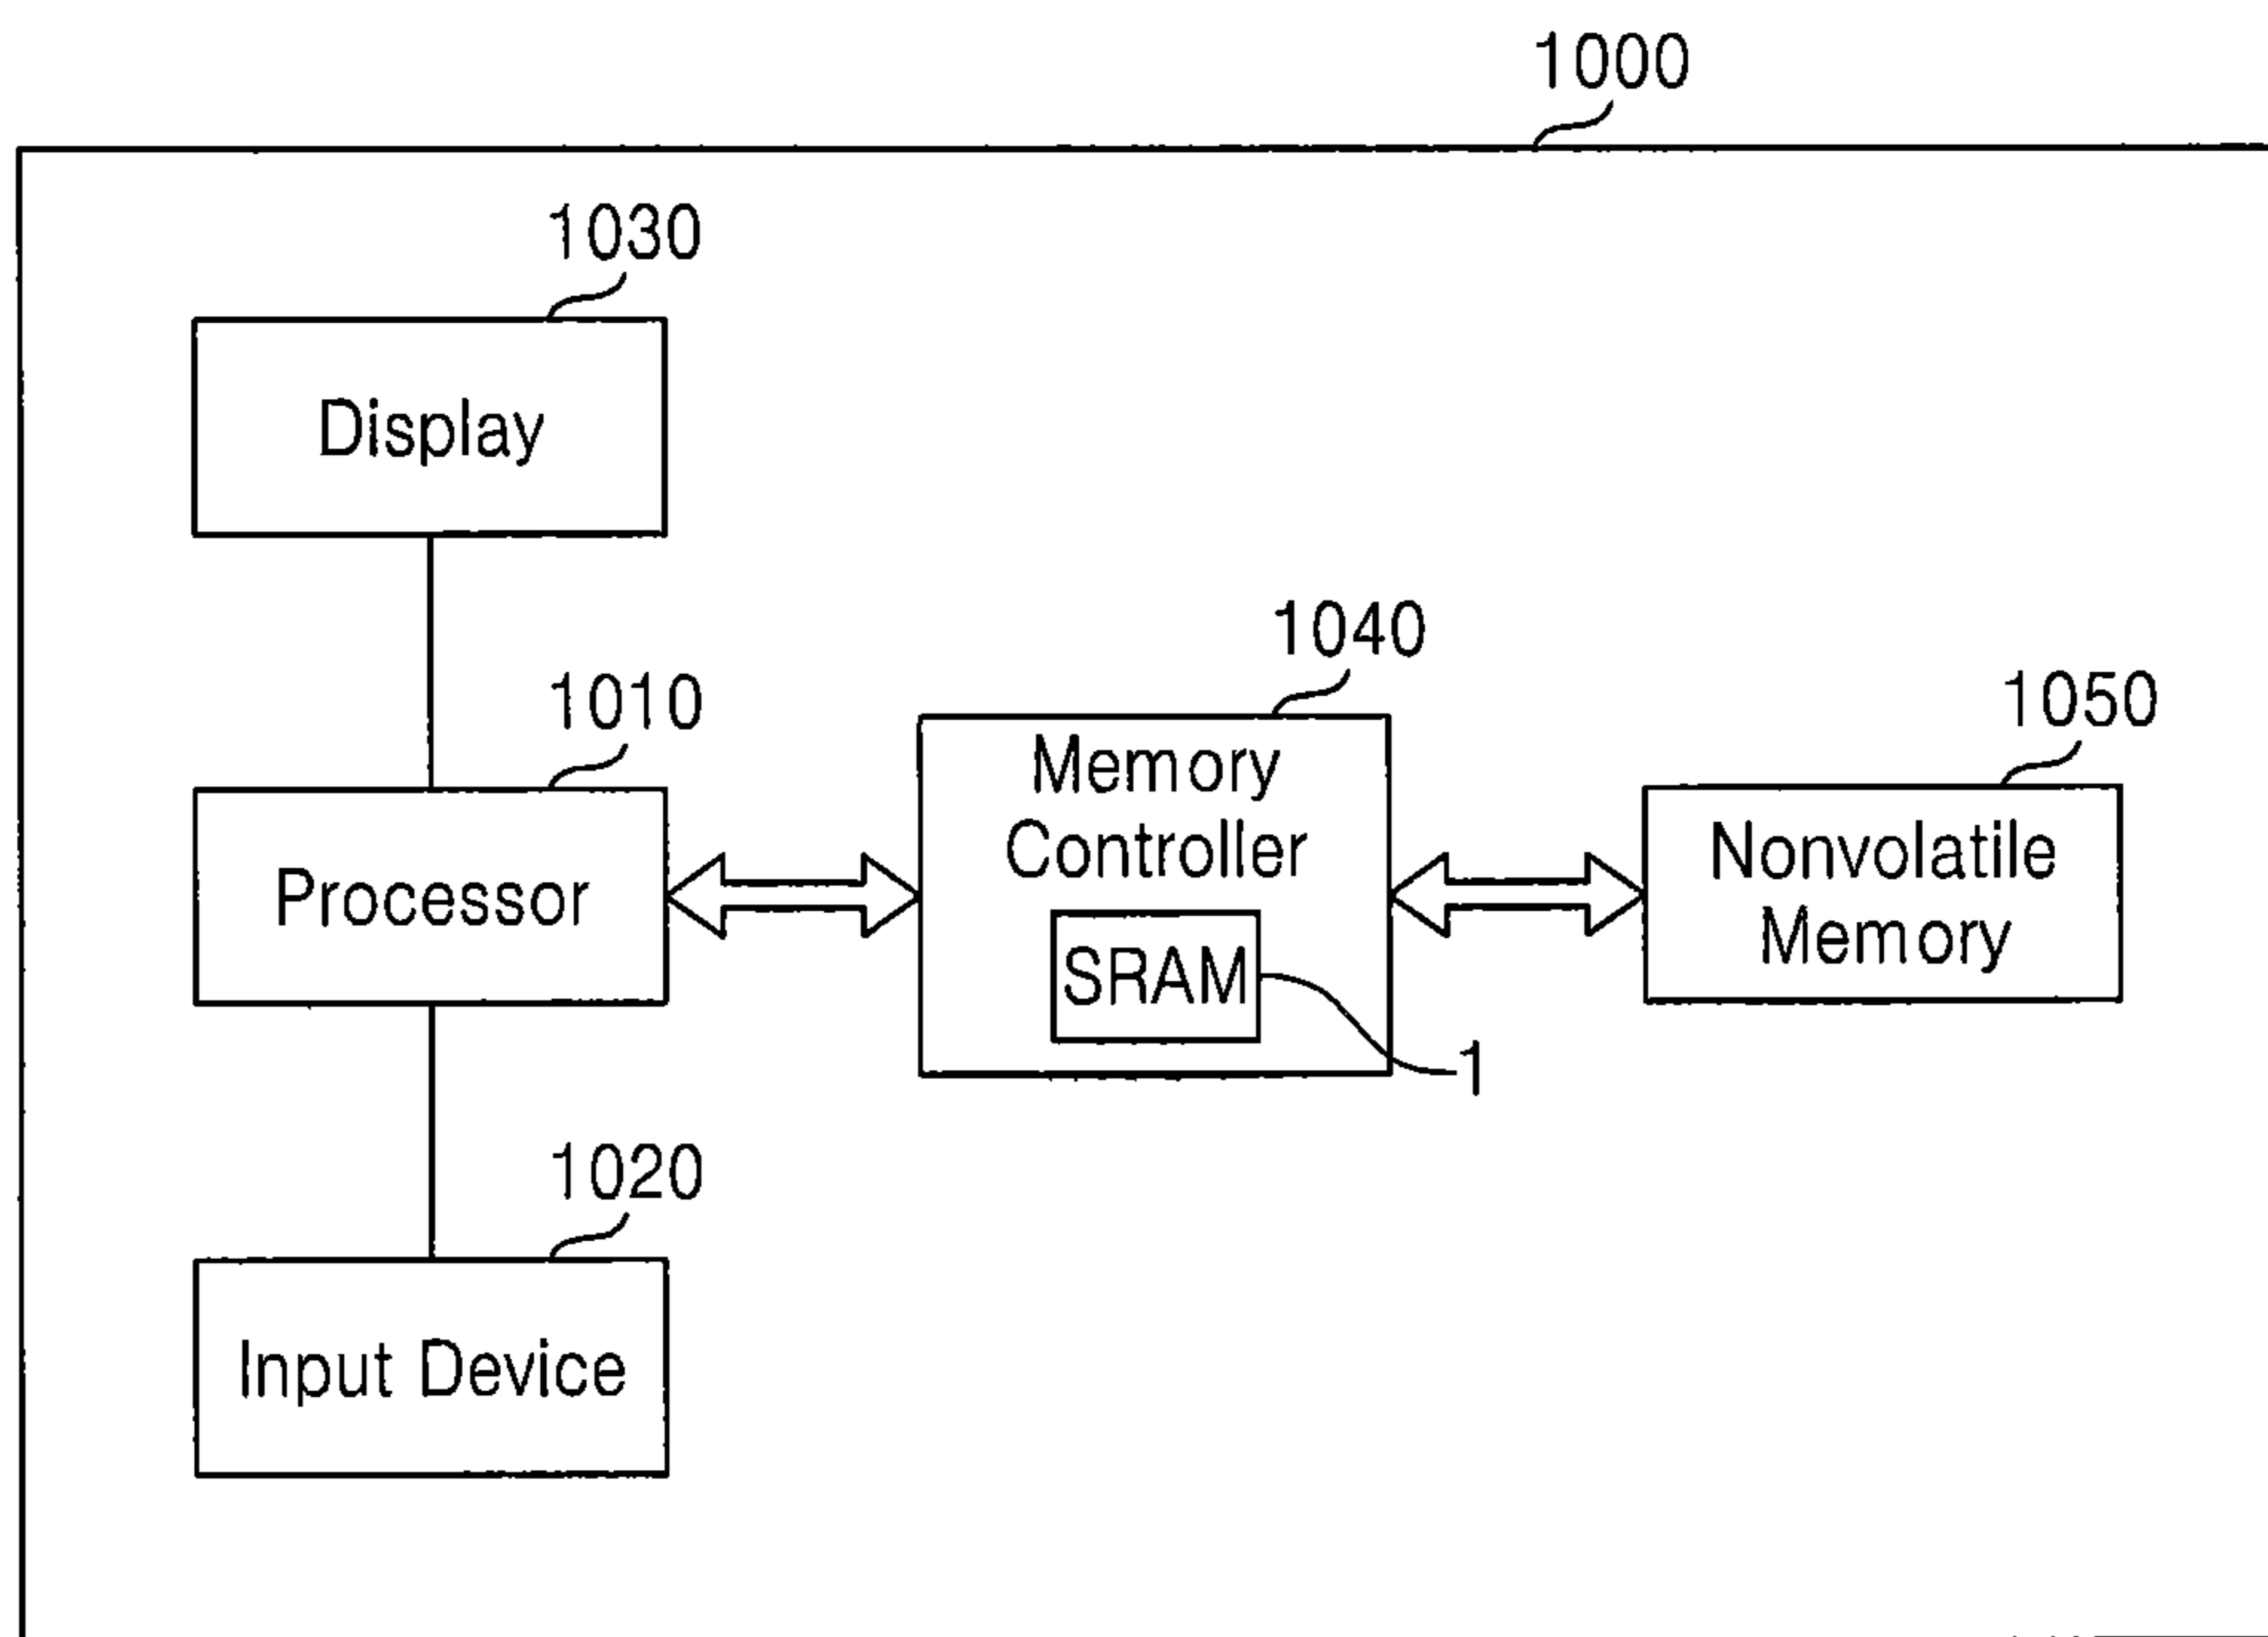 1000
1030
Display
1040
1010
1050
Memory
Controller
Processor
Nonvolatile
Memory
SRAM
1
1020
Input Device